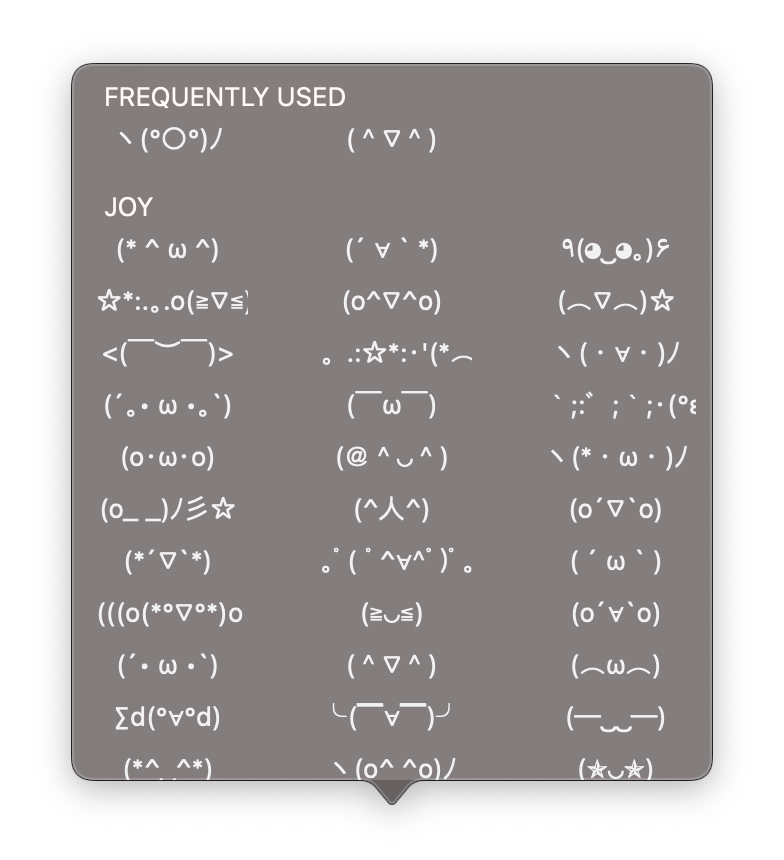 FREQUENTLY USED
ヽ(°〇°)ﾉ ( ^ ∇ ^ )
JOY
(* ^ ω ^) (´ ∀ ` *) ٩(◕‿◕｡)۶
☆*:.｡.o(≧▽≦) (o^▽^o) (⌒▽⌒)☆
<(￣︶￣)> 。.:☆*:･'(*⌒ ヽ(・∀・)ﾉ
(´｡• ω •｡`) (￣ω￣) ｀;:゛;｀;･(°ε
(o･ω･o) (＠＾◡＾) ヽ(*・ω・)ﾉ
(o_ _)ﾉ彡☆ (^人^) (o´▽`o)
(*´▽`*) ｡ﾟ( ﾟ^∀^ﾟ)ﾟ｡ ( ´ ω ` )
(((o(*°▽°*)o (≧◡≦) (o´∀`o)
(´• ω •`) ( ^ ▽ ^ ) (⌒ω⌒)
∑d(°∀°d) ╰(▔∀▔)╯ (─‿‿─)
(*^‿^*) ヽ(o^ ^o)ﾉ (✯◡✯)